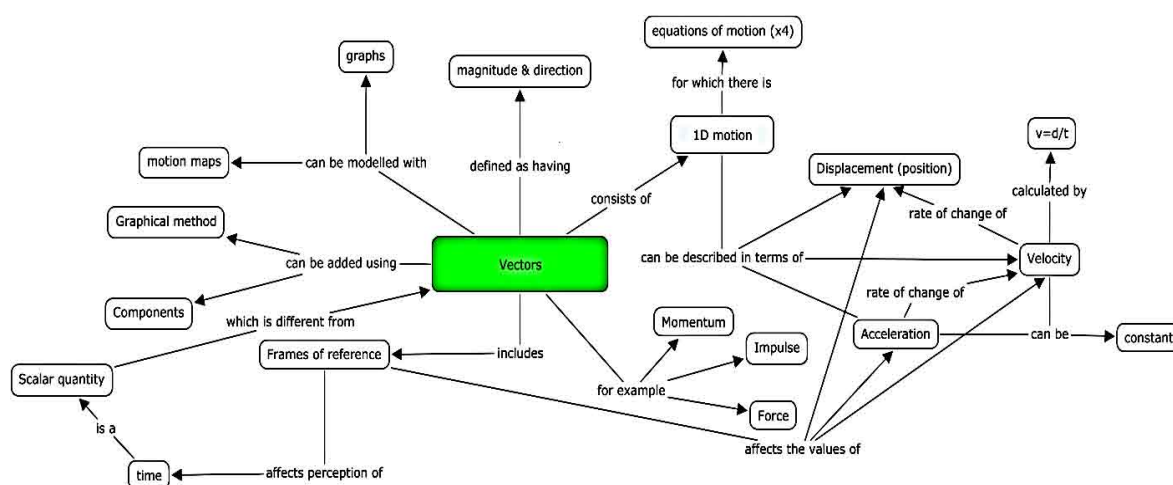 equations of motion (x4)
graphs
magnitude & direction
for which there is
1D motion
v=d/t
motion maps
can be modelled with
defined as having
Displacement (position)
consists of
calculated by
Graphical method
rate of change of
can be added using
Vectors
can be described in terms of
Velocity
rate of change of
Components
which is different from
Momentum
Acceleration
can be
constant
Frames of reference
includes
Impulse
Scalar quantity
for example
Force
is a
affects the values of
time
affects perception of